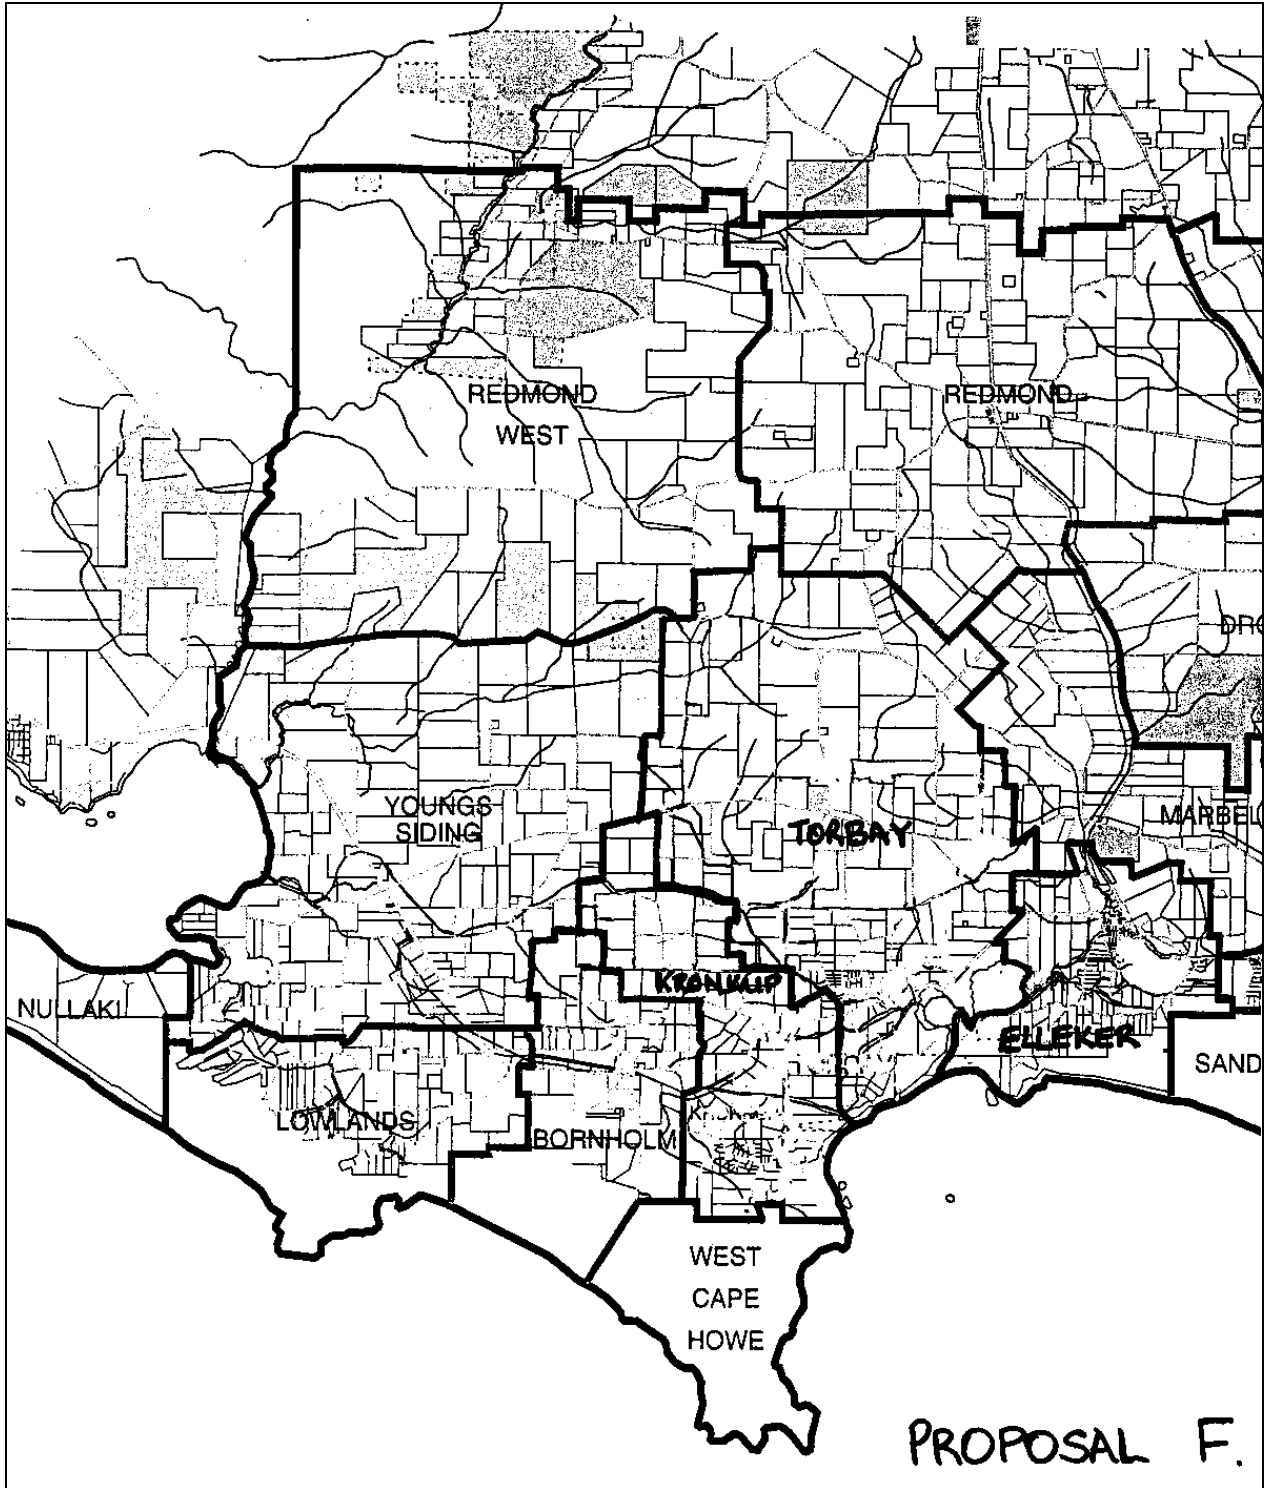 REDMOND
WEST
REDMOND
DRO
YOUNGS
SIDING
TORBAY
MARBEL
KRONKUP
NULLAKI
ELLEKER
SAND
LOWLANDS
BORNHOLM
WEST
CAPE
HOWE
PROPOSAL F.